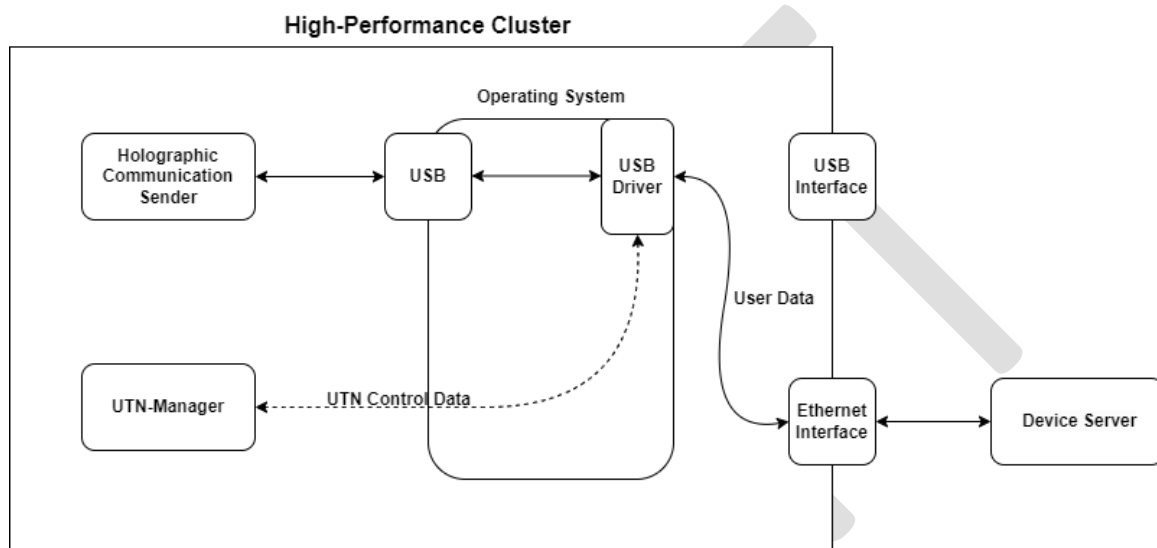 High-Performance Cluster
Operating System
Holographic
Communication
Sender
USB
USB
Driver
USB
Interface
User Data
UTN-Manager
UTN Control Data
Ethernet
Interface
Device Server